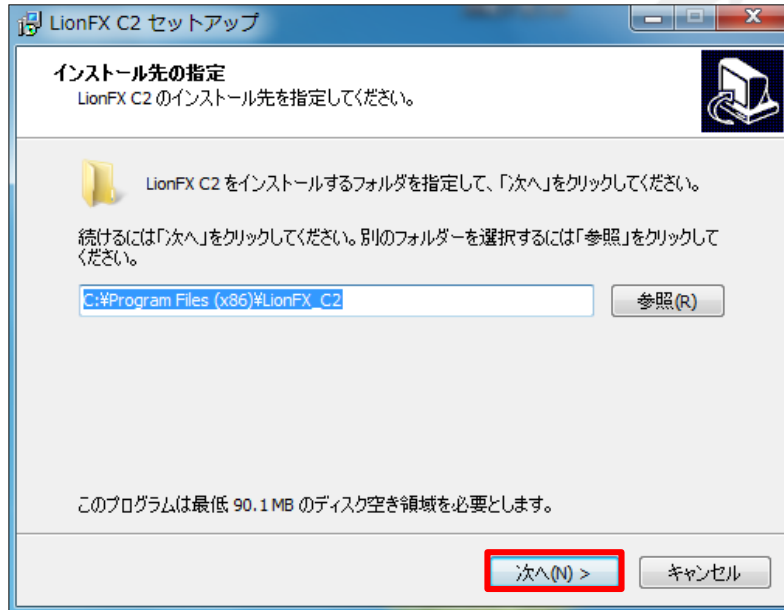 LionFX C2 セットアップ
インストール先の指定
LionFX C2 のインストール先を指定してください。
LionFX C2 をインストールするフォルダを指定して、「次へ」をクリックしてください。
続けるには「次へ」をクリックしてください。別のフォルダーを選択するには「参照」をクリックして
ください。
C:¥Program Files (x86)¥LionFX_C2
参照(R)
このプログラムは最低 90.1 MB のディスク空き領域を必要とします。
次へ(N) >
キャンセル